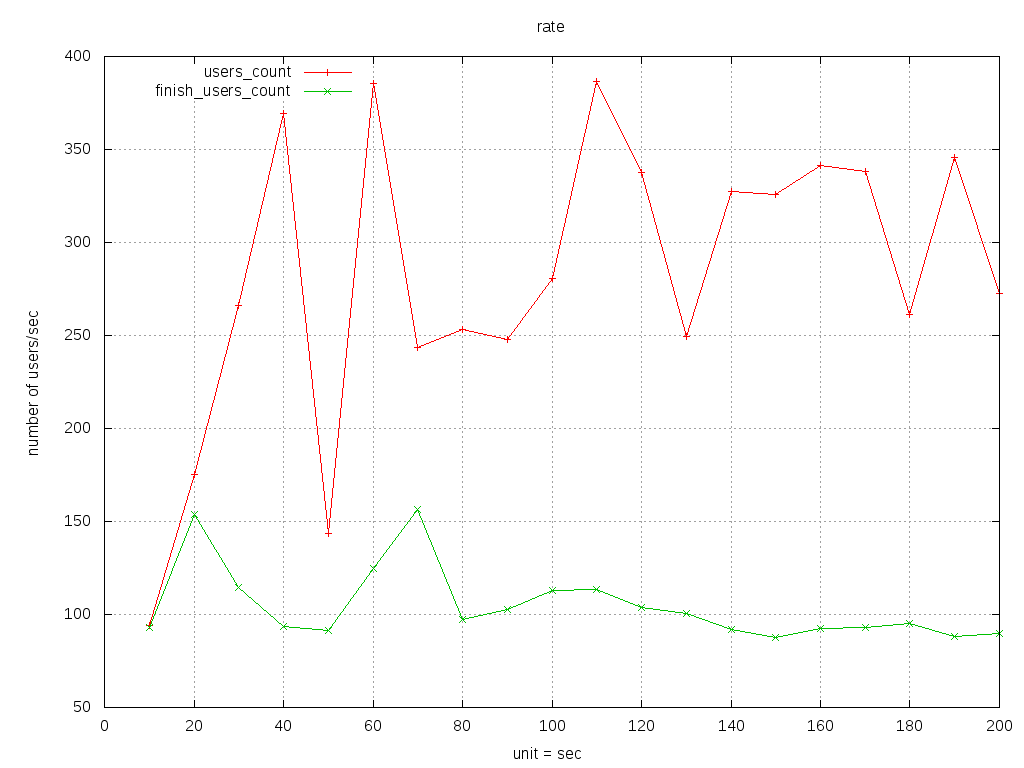 rate
400
users_count
finish_users_count
350
300
250
200
150
100
50
number of users/sec
0 20 40 60 80 100 120 140 160 180 200
unit = sec